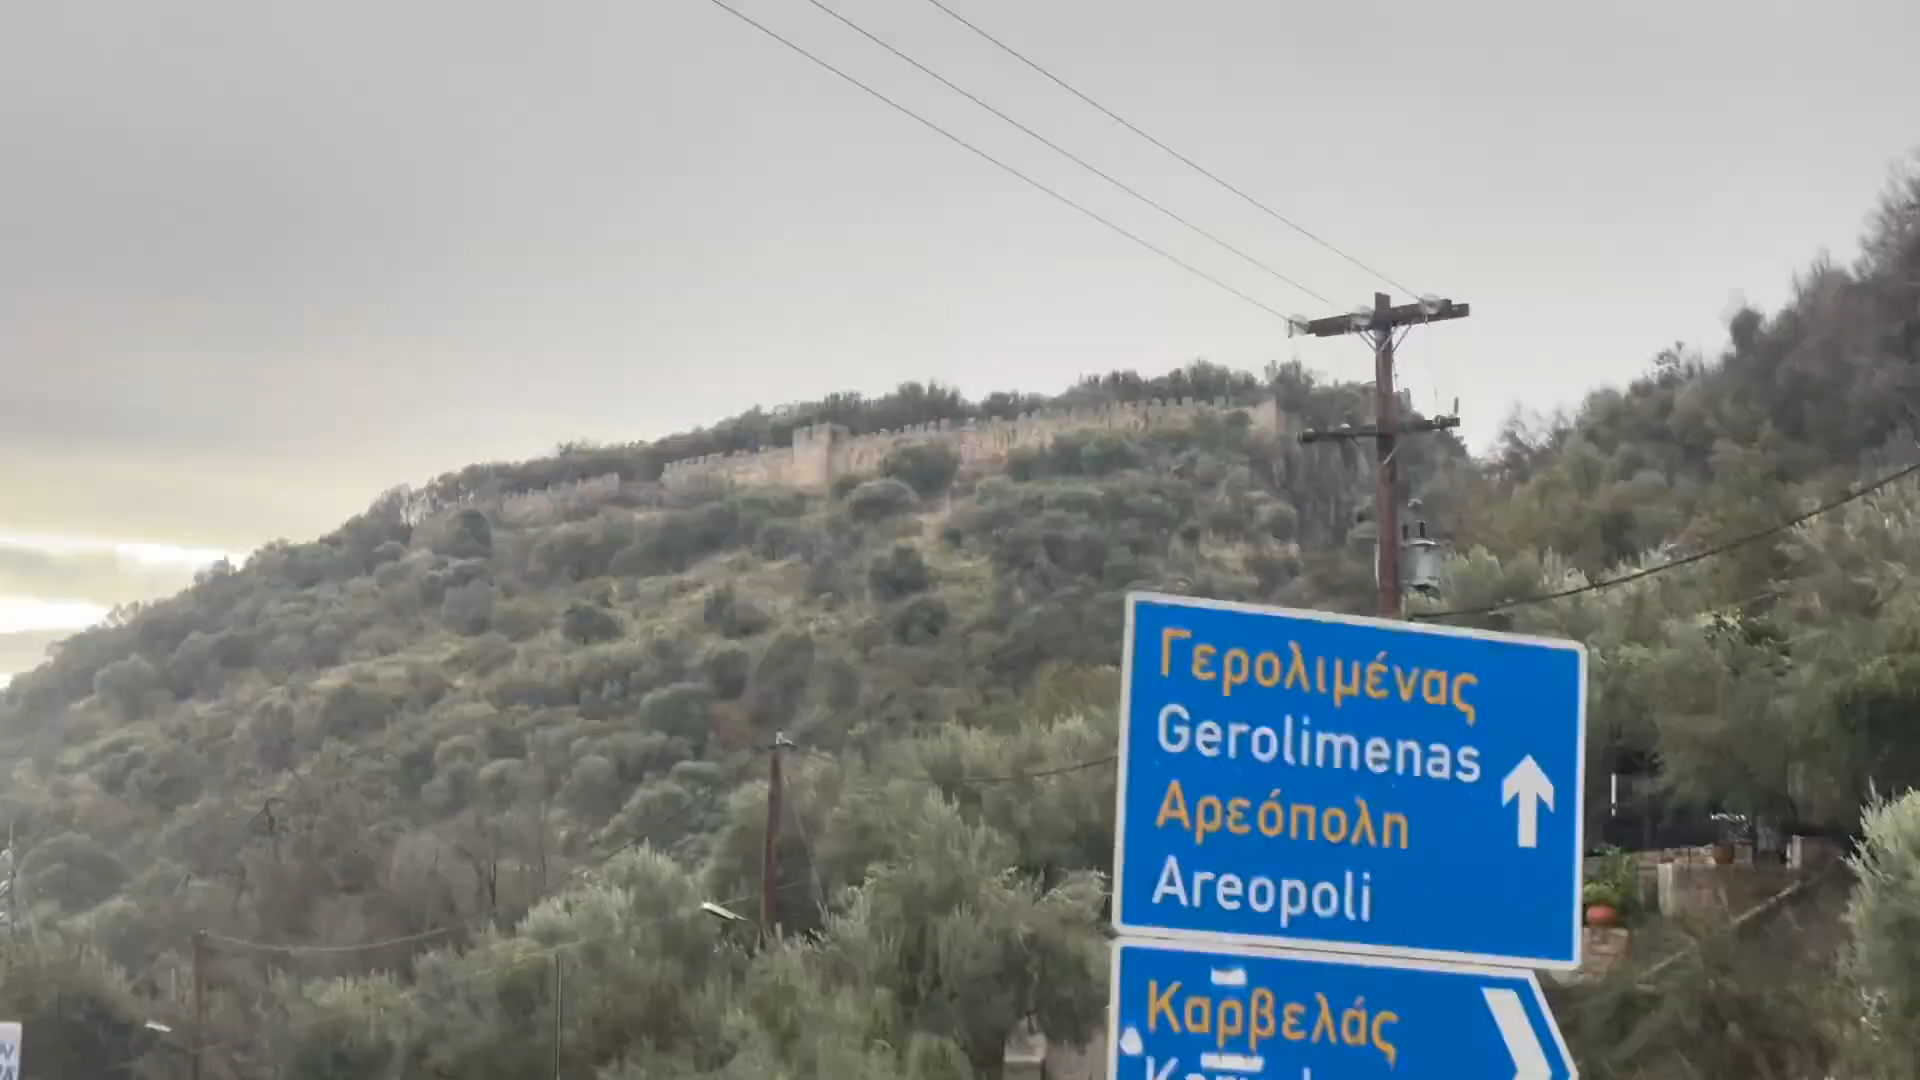 Γερολιμένας
Gerolimenas
Αρεόπολη
Areopoli
Καρβελάς